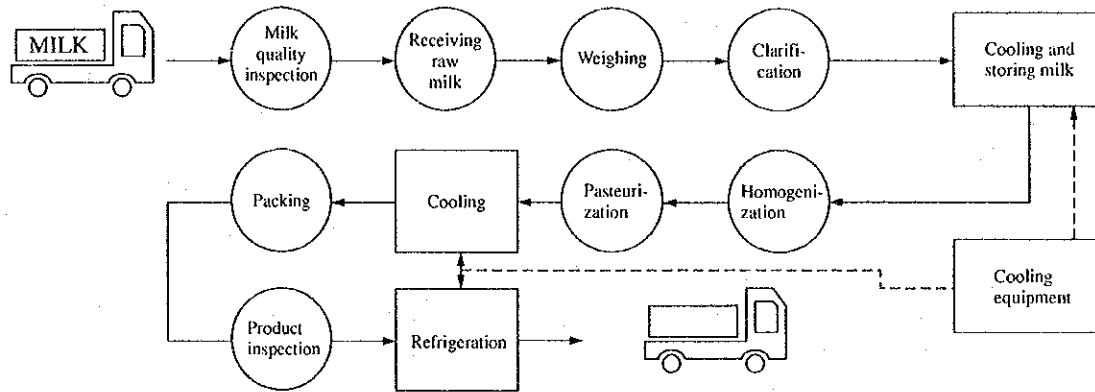 MILK
Milk
quality
inspection
Receiving
raw
milk
Weighing
Clarifi-
cation
Cooling and
storing milk
Packing
Cooling
Pasteuri-
zation
Homogeni-
zation
Product
inspection
Refrigeration
Cooling
equipment